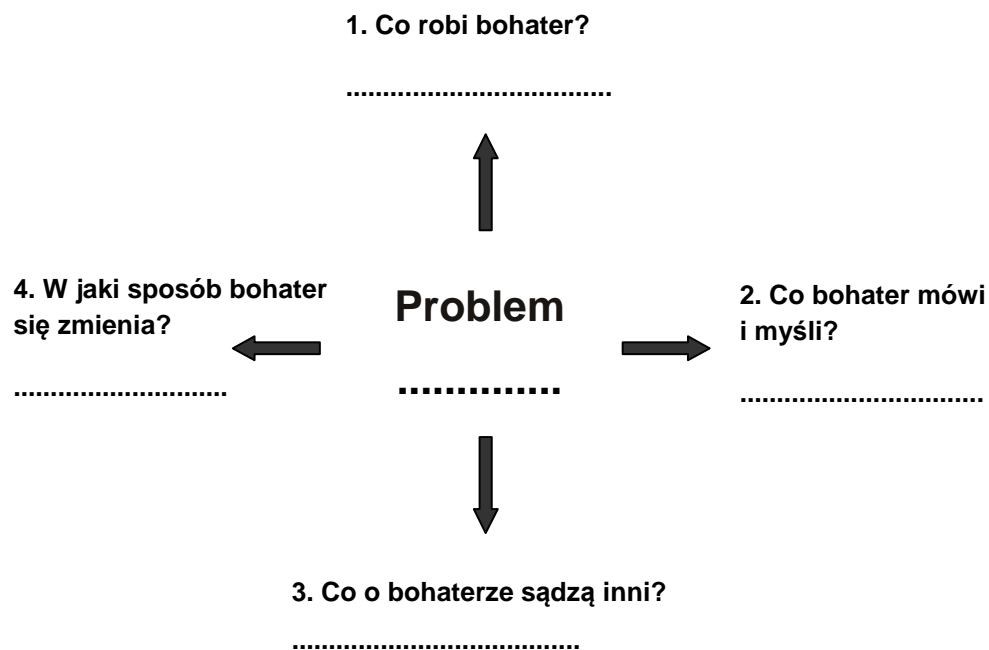 1. Co robi bohater?
....................................
4. W jaki sposób bohater
się zmienia?
.............................
Problem
..............
2. Co bohater mówi
i myśli?
.................................
3. Co o bohaterze sądzą inni?
.......................................